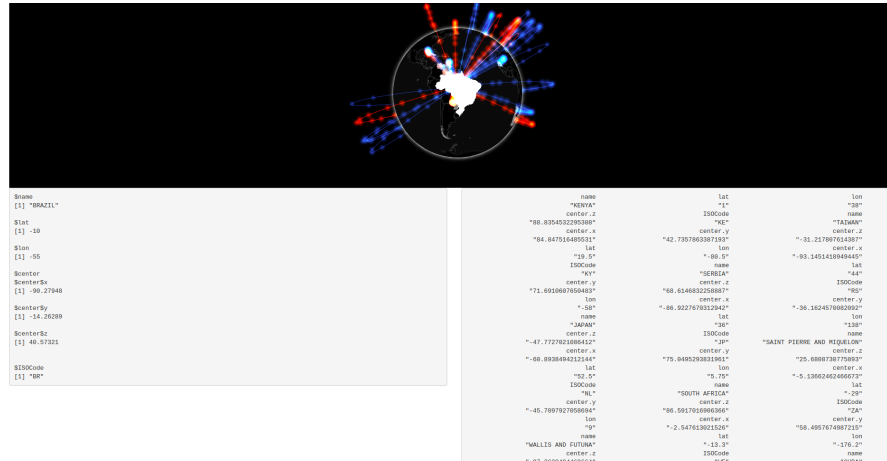 $name
[1] "BRAZIL"
$lat
[1] -10
$lon
[1] -55
$center
$center$x
[1] -90.27948
$center$y
[1] -14.26289
$center$z
[1] 40.57321
$ISOCode
[1] "BR"
name lat lon
"KENYA" "1" "38"
center.z ISOCode name
"88.8354532295308" "KE" "TAIWAN"
center.x center.y center.z
"84.847516485531" "42.7357863387193" "-31.217807614387"
lat lon center.x
"19.5" "-80.5" "-93.1451418949445"
ISOCode name lat
"KY" "SERBIA" "44"
center.y center.z ISOCode
"71.6910607650483" "68.6146832258887" "RS"
lon center.x center.y
"-58" "-86.9227670312942" "-36.1624570082092"
name lat lon
"JAPAN" "36" "138"
center.z ISOCode name
"-47.7727021086412" "JP" "SAINT PIERRE AND MIQUELON"
center.x center.y center.z
"-60.8938494212144" "75.0495293831961" "25.6808730775093"
lat lon center.x
"52.5" "5.75" "-5.13662462466673"
ISOCode name lat
"NL" "SOUTH AFRICA" "-29"
center.y center.z ISOCode
"-45.7097927058694" "86.5917016906366" "ZA"
lon center.x center.y
"9" "-2.547613021526" "58.4957674987215"
name lat lon
"WALLIS AND FUTUNA" "-13.3" "-176.2"
center.z ISOCode name